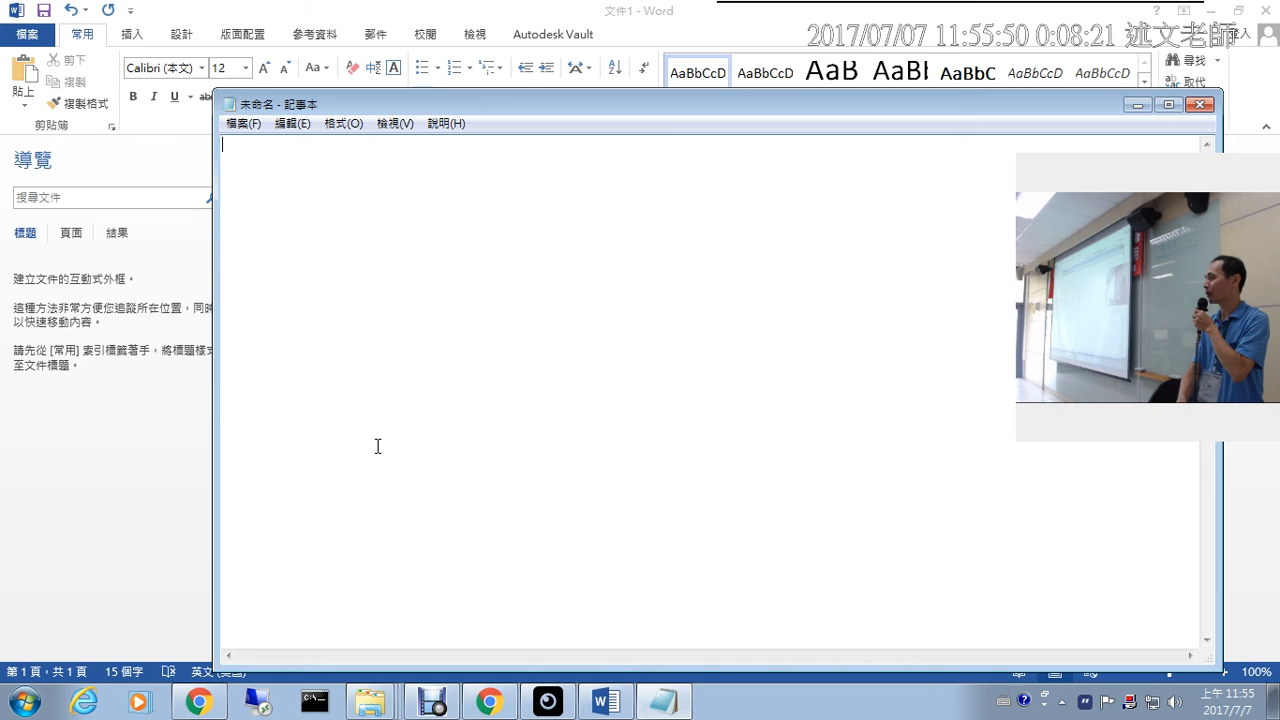 文件1 - Word
2017/07/07 11:55:50 0:08:21 述文老師
檔案 常用 插入 設計 版面配置 參考資料 郵件 校閱 檢視 Autodesk Vault 登入
貼上
剪下
複製
複製格式
剪貼簿
Calibri (本文) 12 Aa
B I U abc
AaBbCcD AaBbCcD AaB AaBb AaBbC AaBbCcD AaBbCcD
尋找
取代
未命名 - 記事本
檔案(F) 編輯(E) 格式(O) 檢視(V) 說明(H)
導覽
搜尋文件
標題 頁面 結果
建立文件的互動式外框。
這種方法非常方便您追蹤所在位置，同時
以快速移動內容。
請先從 [常用] 索引標籤著手，將標題樣式
至文件標題。
第 1 頁，共 1 頁 15 個字 英文 (美國) 100%
上午 11:55
2017/7/7